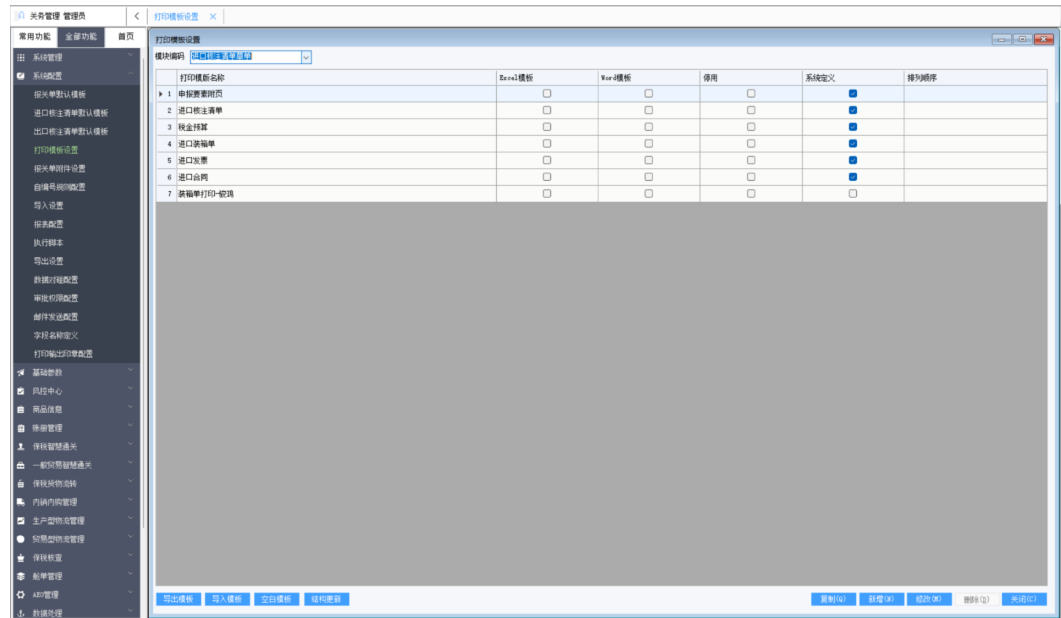 关务管理 管理员
打印模板设置
常用功能 全部功能 首页
系统管理
系统配置
报关单默认模板
进口核注清单默认模板
出口核注清单默认模板
打印模板设置
报关单附件设置
自编号规则配置
导入设置
报表配置
执行脚本
导出设置
数据对碰配置
审批权限配置
邮件发送配置
字段名称定义
打印输出印章配置
基础参数
风控中心
商品信息
账册管理
保税智慧通关
一般贸易智慧通关
保税货物流转
内销内购管理
生产型物流管理
贸易型物流管理
保税核查
舱单管理
AEO管理
数据处理
打印模板设置
模块编码 进口核注清单
打印模版名称 Excel模板 Word模板 停用 系统定义 排列顺序
1 申报要素附页
2 进口核注清单
3 税金预算
4 进口装箱单
5 进口发票
6 进口合同
7 装箱单打印
导出模板 导入模板 空白模板 结构更新 复制(Q) 新增(N) 修改(M) 删除(D) 关闭(C)